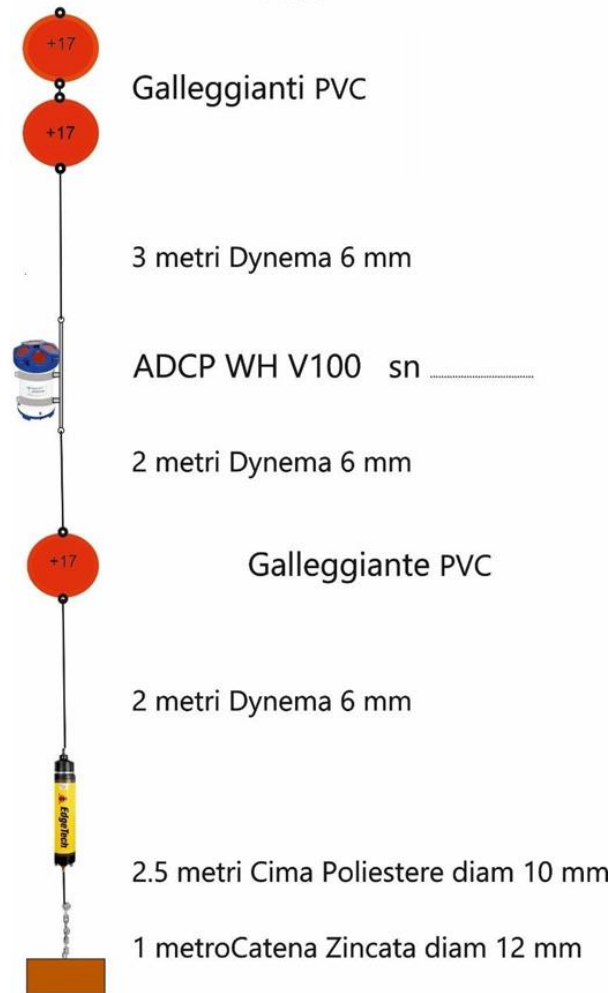 +17
Galleggianti PVC
+17
3 metri Dynema 6 mm
ADCP WH V100 sn ....................
2 metri Dynema 6 mm
+17
Galleggiante PVC
2 metri Dynema 6 mm
EdgeTech
2.5 metri Cima Poliestere diam 10 mm
1 metroCatena Zincata diam 12 mm